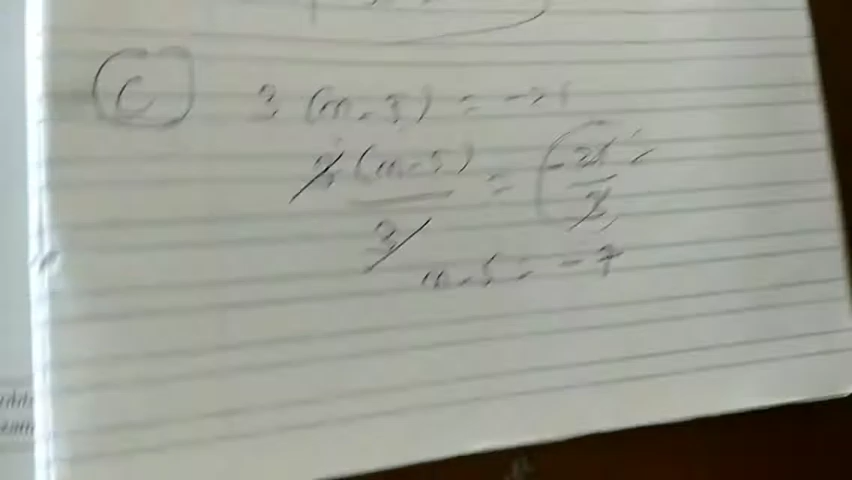 C
3 (m-5) = -21
3(m-5)/3 = -21/3
m-5 = -7